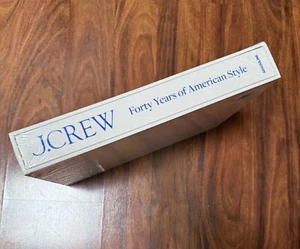 J.CREW
Forty Years of American Style